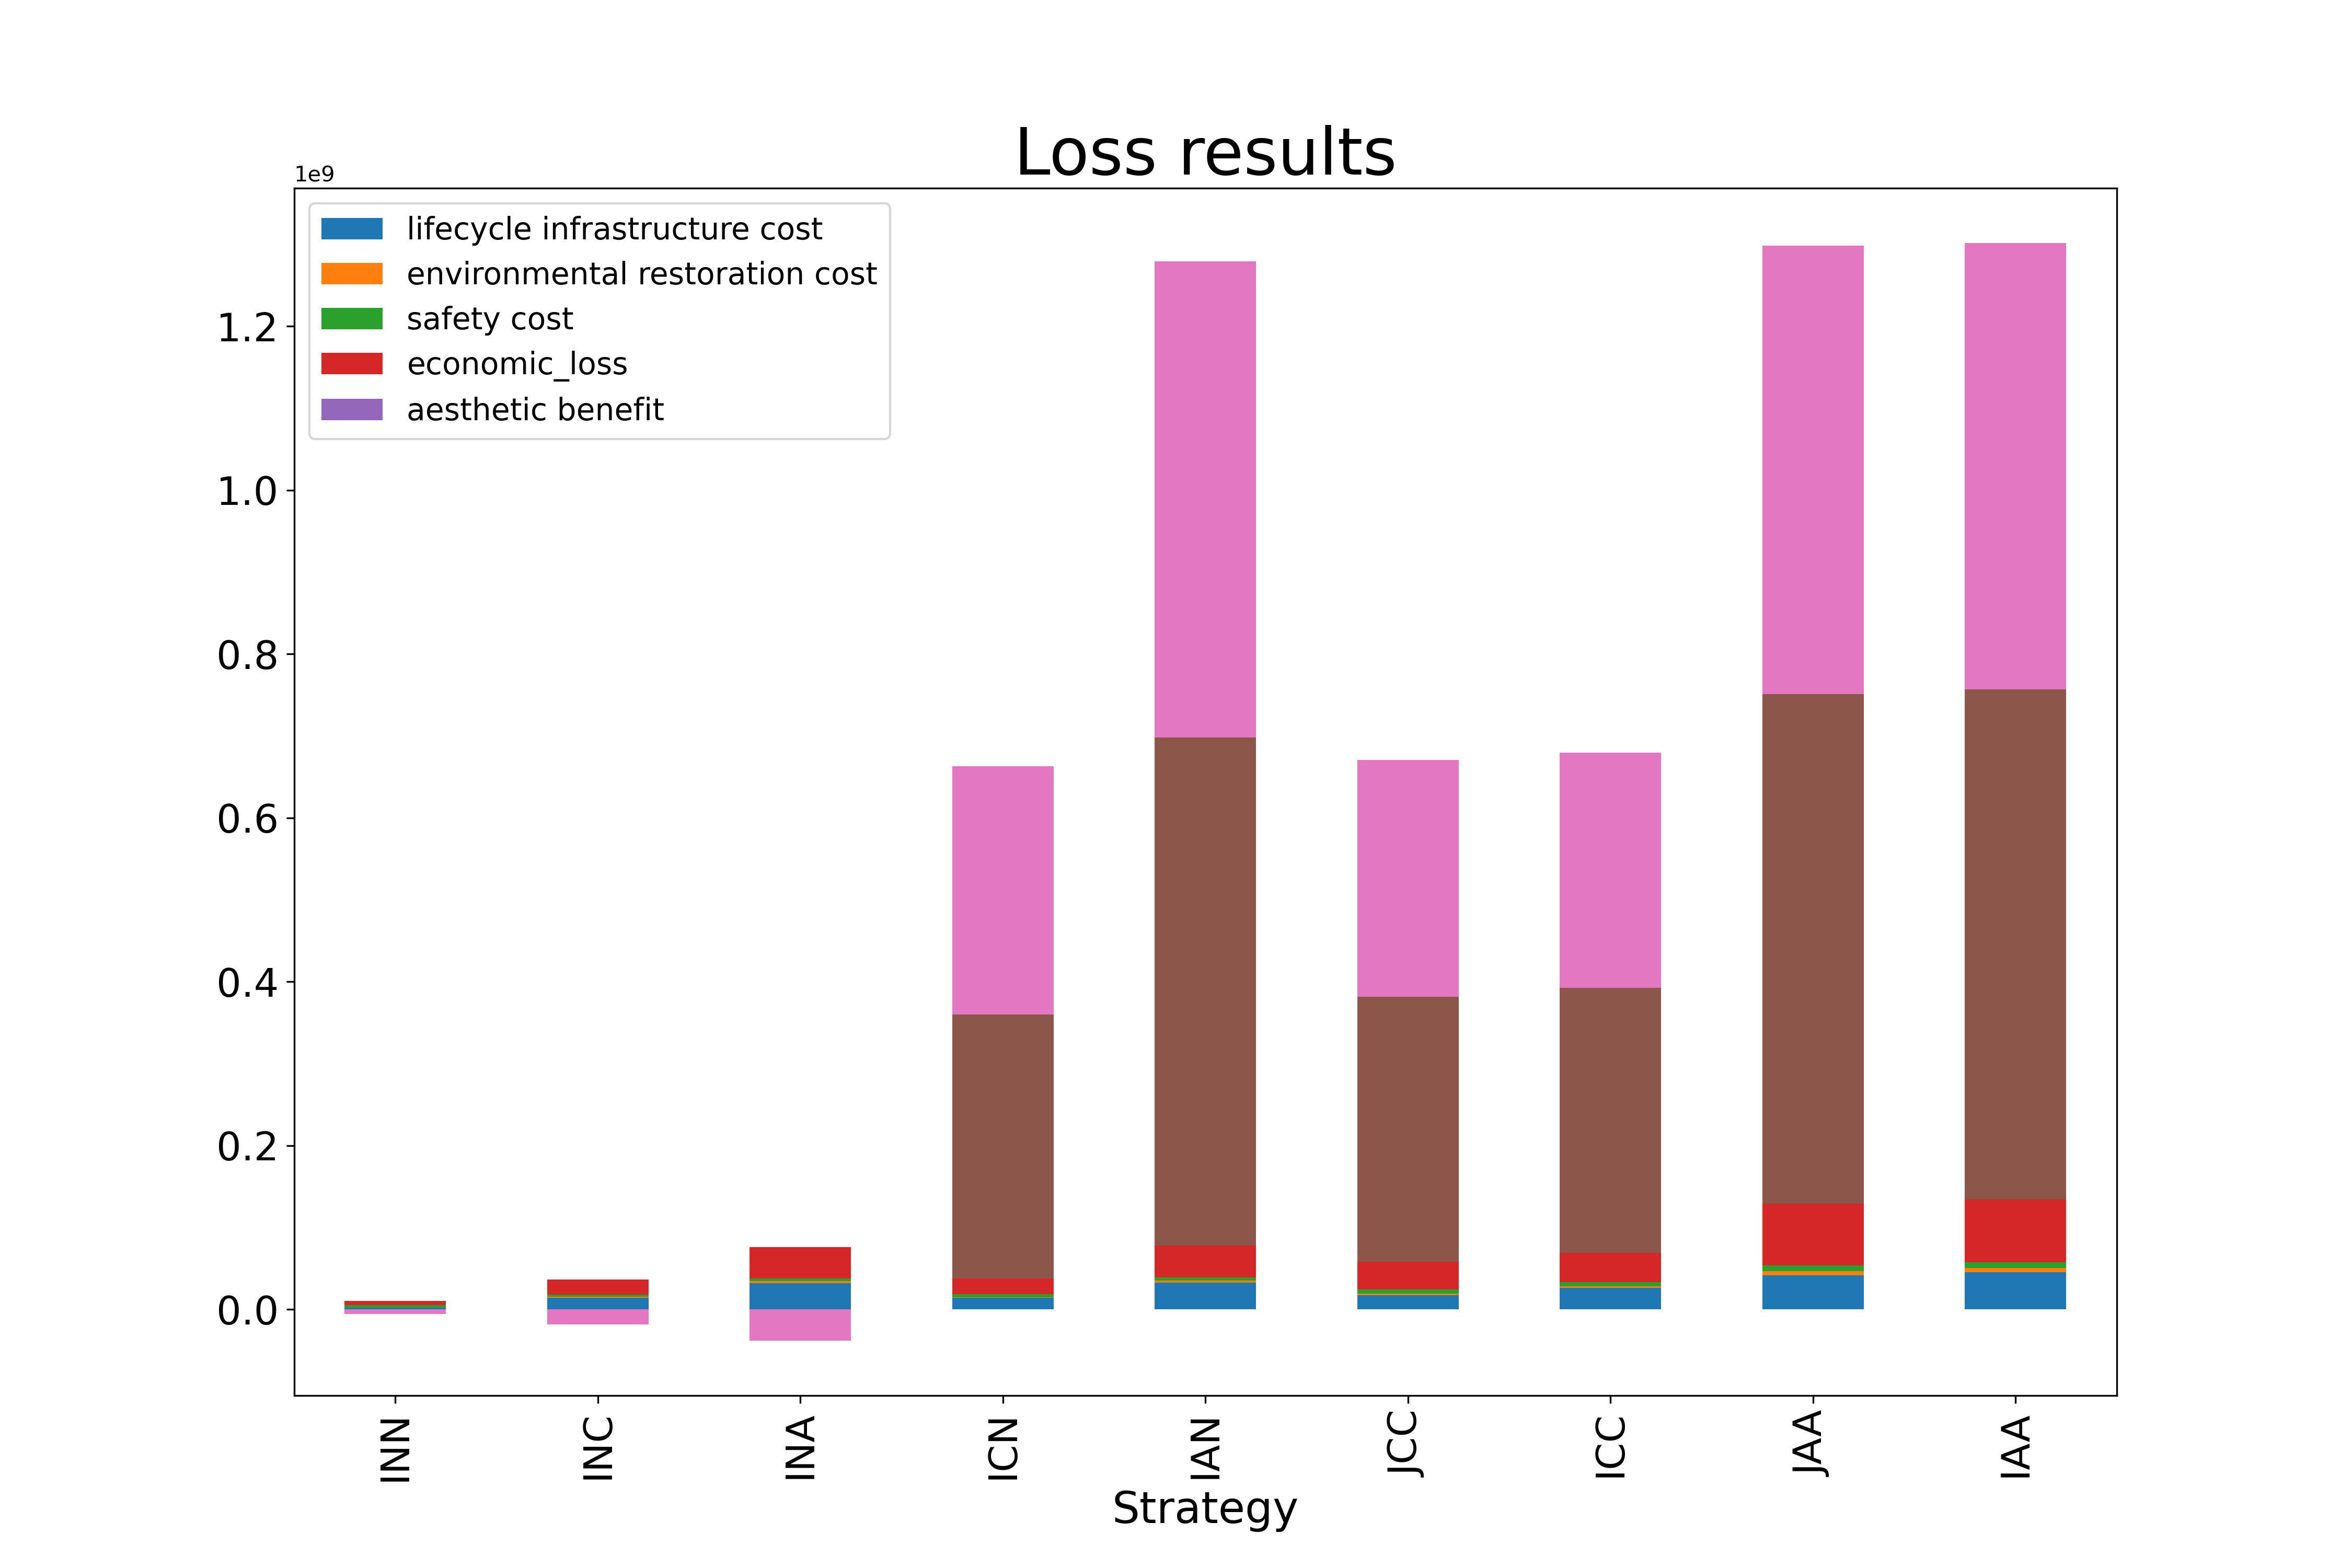 Loss results
1e9
lifecycle infrastructure cost
environmental restoration cost
safety cost
economic_loss
aesthetic benefit
1.2
1.0
0.8
0.6
0.4
0.2
0.0
INN
INC
INA
ICN
IAN
JCC
ICC
JAA
IAA
Strategy